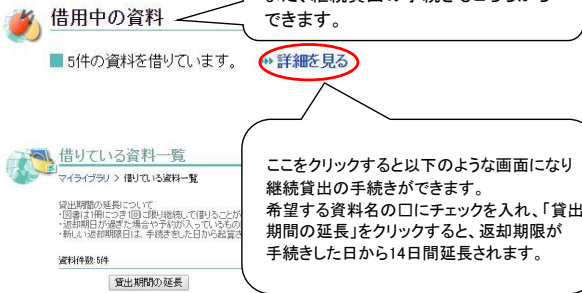 できます。
借用中の資料
5件の資料を借りています。 詳細を見る
借りている資料一覧
マイライブラリ > 借りている資料一覧
貸出期間の延長について
・図書は1冊につき1回に限り継続して借りることが
・返却期日が過ぎた場合や予約が入っているもの
・新しい返却期限日は、手続きをした日から起算さ
資料件数:5件
貸出期間の延長
ここをクリックすると以下のような画面になり
継続貸出の手続きができます。
希望する資料名の口にチェックを入れ、「貸出
期間の延長」をクリックすると、返却期限が
手続きした日から14日間延長されます。